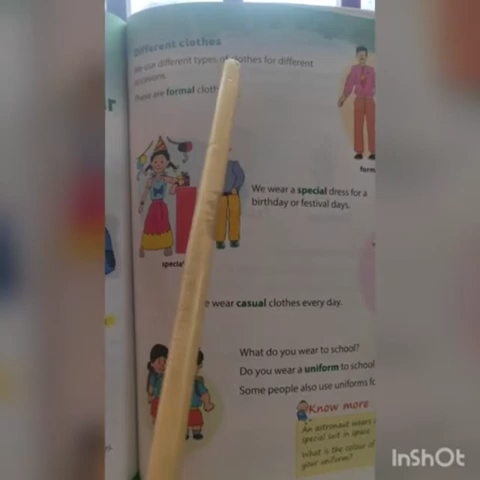 Different clothes
different types of clothes for different
occasions.
These are formal
form
We wear a special dress for a
birthday or festival days.
special
wear casual clothes every day.
What do you wear to school?
Do you wear a uniform to school
Some people also use uniforms fo
Know more
An astronaut wears a
special suit in space.
What is the colour of
your uniform?
InShOt